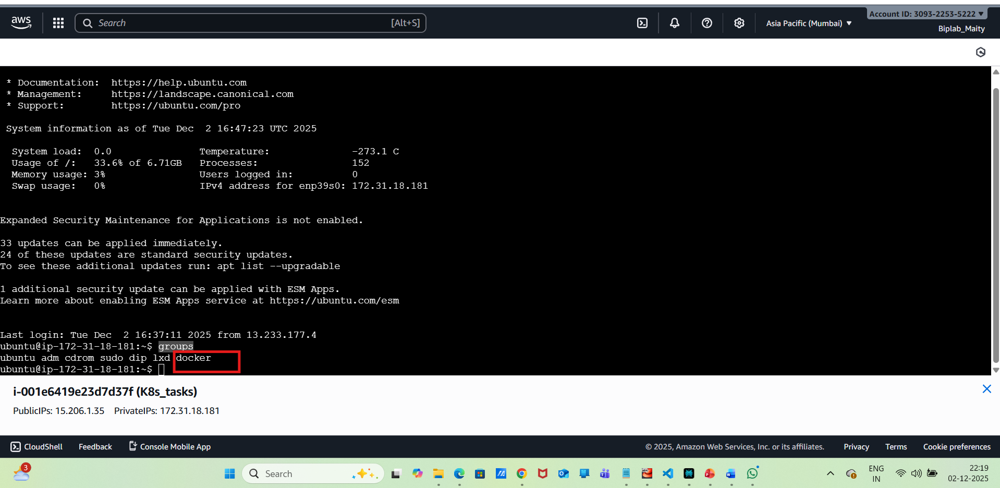 aws
Search
[Alt+S]
Asia Pacific (Mumbai)
Account ID: 3093-2253-5222
Biplab_Maity
* Documentation: https://help.ubuntu.com
* Management: https://landscape.canonical.com
* Support: https://ubuntu.com/pro
System information as of Tue Dec 2 16:47:23 UTC 2025
System load: 0.0 Temperature: -273.1 C
Usage of /: 33.6% of 6.71GB Processes: 152
Memory usage: 3% Users logged in: 0
Swap usage: 0% IPv4 address for enp39s0: 172.31.18.181
Expanded Security Maintenance for Applications is not enabled.
33 updates can be applied immediately.
24 of these updates are standard security updates.
To see these additional updates run: apt list --upgradable
1 additional security update can be applied with ESM Apps.
Learn more about enabling ESM Apps service at https://ubuntu.com/esm
Last login: Tue Dec 2 16:37:11 2025 from 13.233.177.4
ubuntu@ip-172-31-18-181:~$ groups
ubuntu adm cdrom sudo dip lxd docker
ubuntu@ip-172-31-18-181:~$
i-001e6419e23d7d37f (K8s_tasks)
PublicIPs: 15.206.1.35 PrivateIPs: 172.31.18.181
CloudShell Feedback Console Mobile App © 2025, Amazon Web Services, Inc. or its affiliates. Privacy Terms Cookie preferences
3
Search
ENG
IN
22:19
02-12-2025